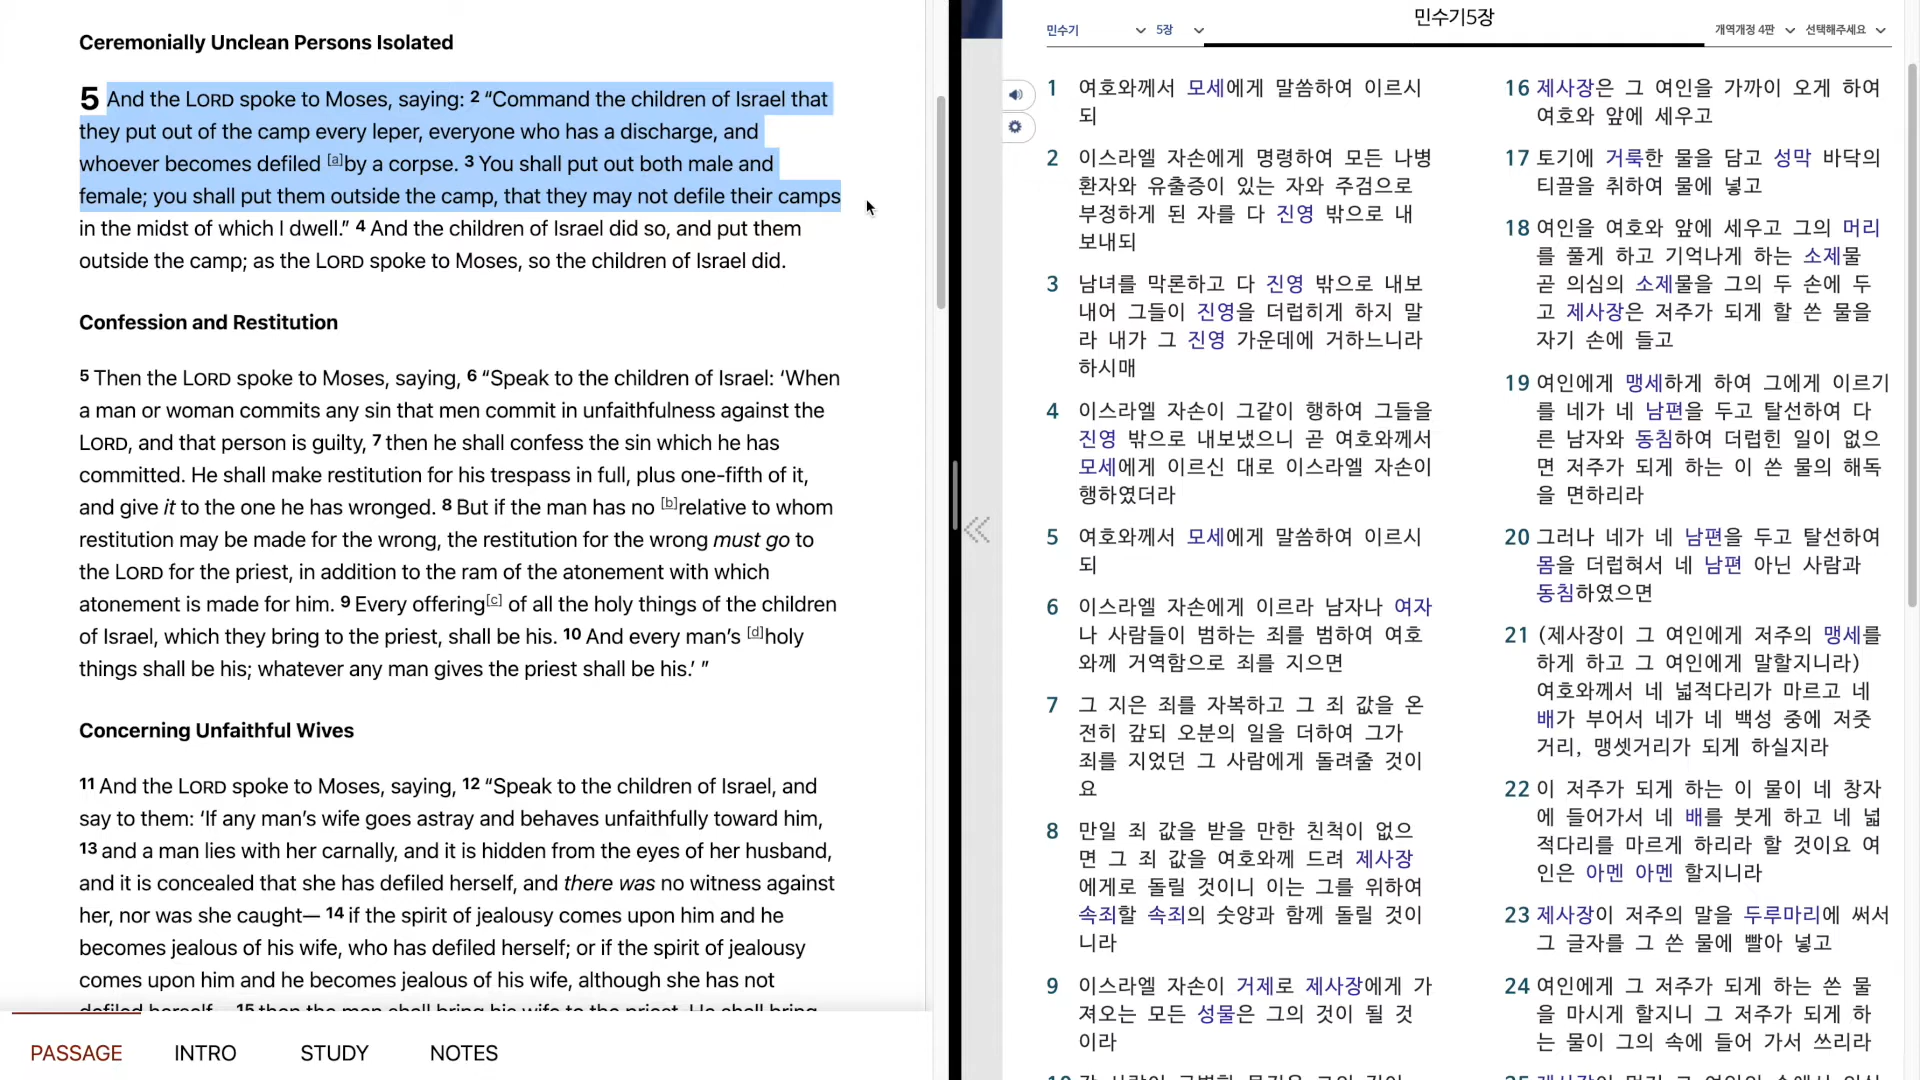 Ceremonially Unclean Persons Isolated
5 And the LORD spoke to Moses, saying: 2 “Command the children of Israel that
they put out of the camp every leper, everyone who has a discharge, and
whoever becomes defiled [a]by a corpse. 3 You shall put out both male and
female; you shall put them outside the camp, that they may not defile their camps
in the midst of which I dwell.” 4 And the children of Israel did so, and put them
outside the camp; as the LORD spoke to Moses, so the children of Israel did.
Confession and Restitution
5 Then the LORD spoke to Moses, saying, 6 “Speak to the children of Israel: ‘When
a man or woman commits any sin that men commit in unfaithfulness against the
LORD, and that person is guilty, 7 then he shall confess the sin which he has
committed. He shall make restitution for his trespass in full, plus one-fifth of it,
and give it to the one he has wronged. 8 But if the man has no [b]relative to whom
restitution may be made for the wrong, the restitution for the wrong must go to
the LORD for the priest, in addition to the ram of the atonement with which
atonement is made for him. 9 Every offering[c] of all the holy things of the children
of Israel, which they bring to the priest, shall be his. 10 And every man’s [d]holy
things shall be his; whatever any man gives the priest shall be his.’ ”
Concerning Unfaithful Wives
11 And the LORD spoke to Moses, saying, 12 “Speak to the children of Israel, and
say to them: ‘If any man’s wife goes astray and behaves unfaithfully toward him,
13 and a man lies with her carnally, and it is hidden from the eyes of her husband,
and it is concealed that she has defiled herself, and there was no witness against
her, nor was she caught— 14 if the spirit of jealousy comes upon him and he
becomes jealous of his wife, who has defiled herself; or if the spirit of jealousy
comes upon him and he becomes jealous of his wife, although she has not
defiled herself— 15 then the man shall bring his wife to the priest. He shall bring
PASSAGE INTRO STUDY NOTES
민수기5장
민수기 5장 개역개정 4판 선택해주세요
1 여호와께서 모세에게 말씀하여 이르시
되
2 이스라엘 자손에게 명령하여 모든 나병
환자와 유출증이 있는 자와 주검으로
부정하게 된 자를 다 진영 밖으로 내
보내되
3 남녀를 막론하고 다 진영 밖으로 내보
내어 그들이 진영을 더럽히게 하지 말
라 내가 그 진영 가운데에 거하느니라
하시매
4 이스라엘 자손이 그같이 행하여 그들을
진영 밖으로 내보냈으니 곧 여호와께서
모세에게 이르신 대로 이스라엘 자손이
행하였더라
5 여호와께서 모세에게 말씀하여 이르시
되
6 이스라엘 자손에게 이르라 남자나 여자
나 사람들이 범하는 죄를 범하여 여호
와께 거역함으로 죄를 지으면
7 그 지은 죄를 자복하고 그 죄 값을 온
전히 갚되 오분의 일을 더하여 그가
죄를 지었던 그 사람에게 돌려줄 것이
요
8 만일 죄 값을 받을 만한 친척이 없으
면 그 죄 값을 여호와께 드려 제사장
에게로 돌릴 것이니 이는 그를 위하여
속죄할 속죄의 숫양과 함께 돌릴 것이
니라
9 이스라엘 자손이 거제로 제사장에게 가
져오는 모든 성물은 그의 것이 될 것
이라
16 제사장은 그 여인을 가까이 오게 하여
여호와 앞에 세우고
17 토기에 거룩한 물을 담고 성막 바닥의
티끌을 취하여 물에 넣고
18 여인을 여호와 앞에 세우고 그의 머리
를 풀게 하고 기억나게 하는 소제물
곧 의심의 소제물을 그의 두 손에 두
고 제사장은 저주가 되게 할 쓴 물을
자기 손에 들고
19 여인에게 맹세하게 하여 그에게 이르기
를 네가 네 남편을 두고 탈선하여 다
른 남자와 동침하여 더럽힌 일이 없으
면 저주가 되게 하는 이 쓴 물의 해독
을 면하리라
20 그러나 네가 네 남편을 두고 탈선하여
몸을 더럽혀서 네 남편 아닌 사람과
동침하였으면
21 (제사장이 그 여인에게 저주의 맹세를
하게 하고 그 여인에게 말할지니라)
여호와께서 네 넓적다리가 마르고 네
배가 부어서 네가 네 백성 중에 저줏
거리, 맹셋거리가 되게 하실지라
22 이 저주가 되게 하는 이 물이 네 창자
에 들어가서 네 배를 붓게 하고 네 넓
적다리를 마르게 하리라 할 것이요 여
인은 아멘 아멘 할지니라
23 제사장이 저주의 말을 두루마리에 써서
그 글자를 그 쓴 물에 빨아 넣고
24 여인에게 그 저주가 되게 하는 쓴 물
을 마시게 할지니 그 저주가 되게 하
는 물이 그의 속에 들어 가서 쓰리라